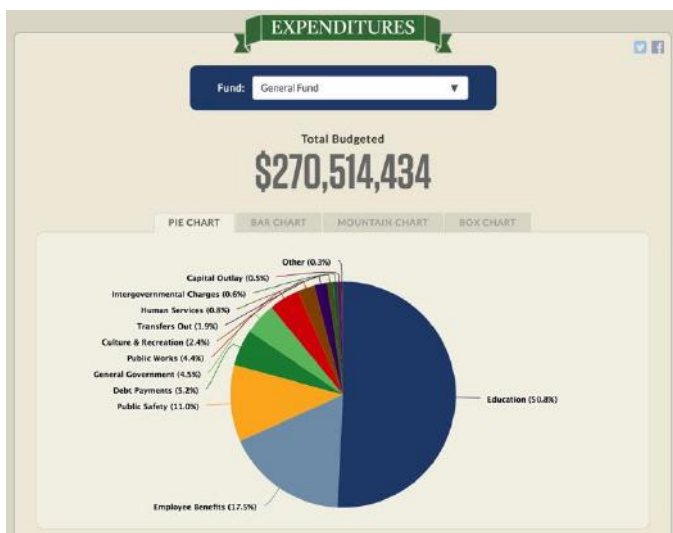 EXPENDITURES
Fund: General Fund
Total Budgeted
$270,514,434
PIE CHART BAR CHART MOUNTAIN CHART BOX CHART
Other (0.3%)
Capital Outlay (0.5%)
Intergovernmental Charges (0.6%)
Human Services (0.8%)
Transfers Out (1.9%)
Culture & Recreation (2.4%)
Public Works (4.4%)
General Government (4.5%)
Debt Payments (5.2%)
Public Safety (11.0%)
Education (50.8%)
Employee Benefits (17.5%)